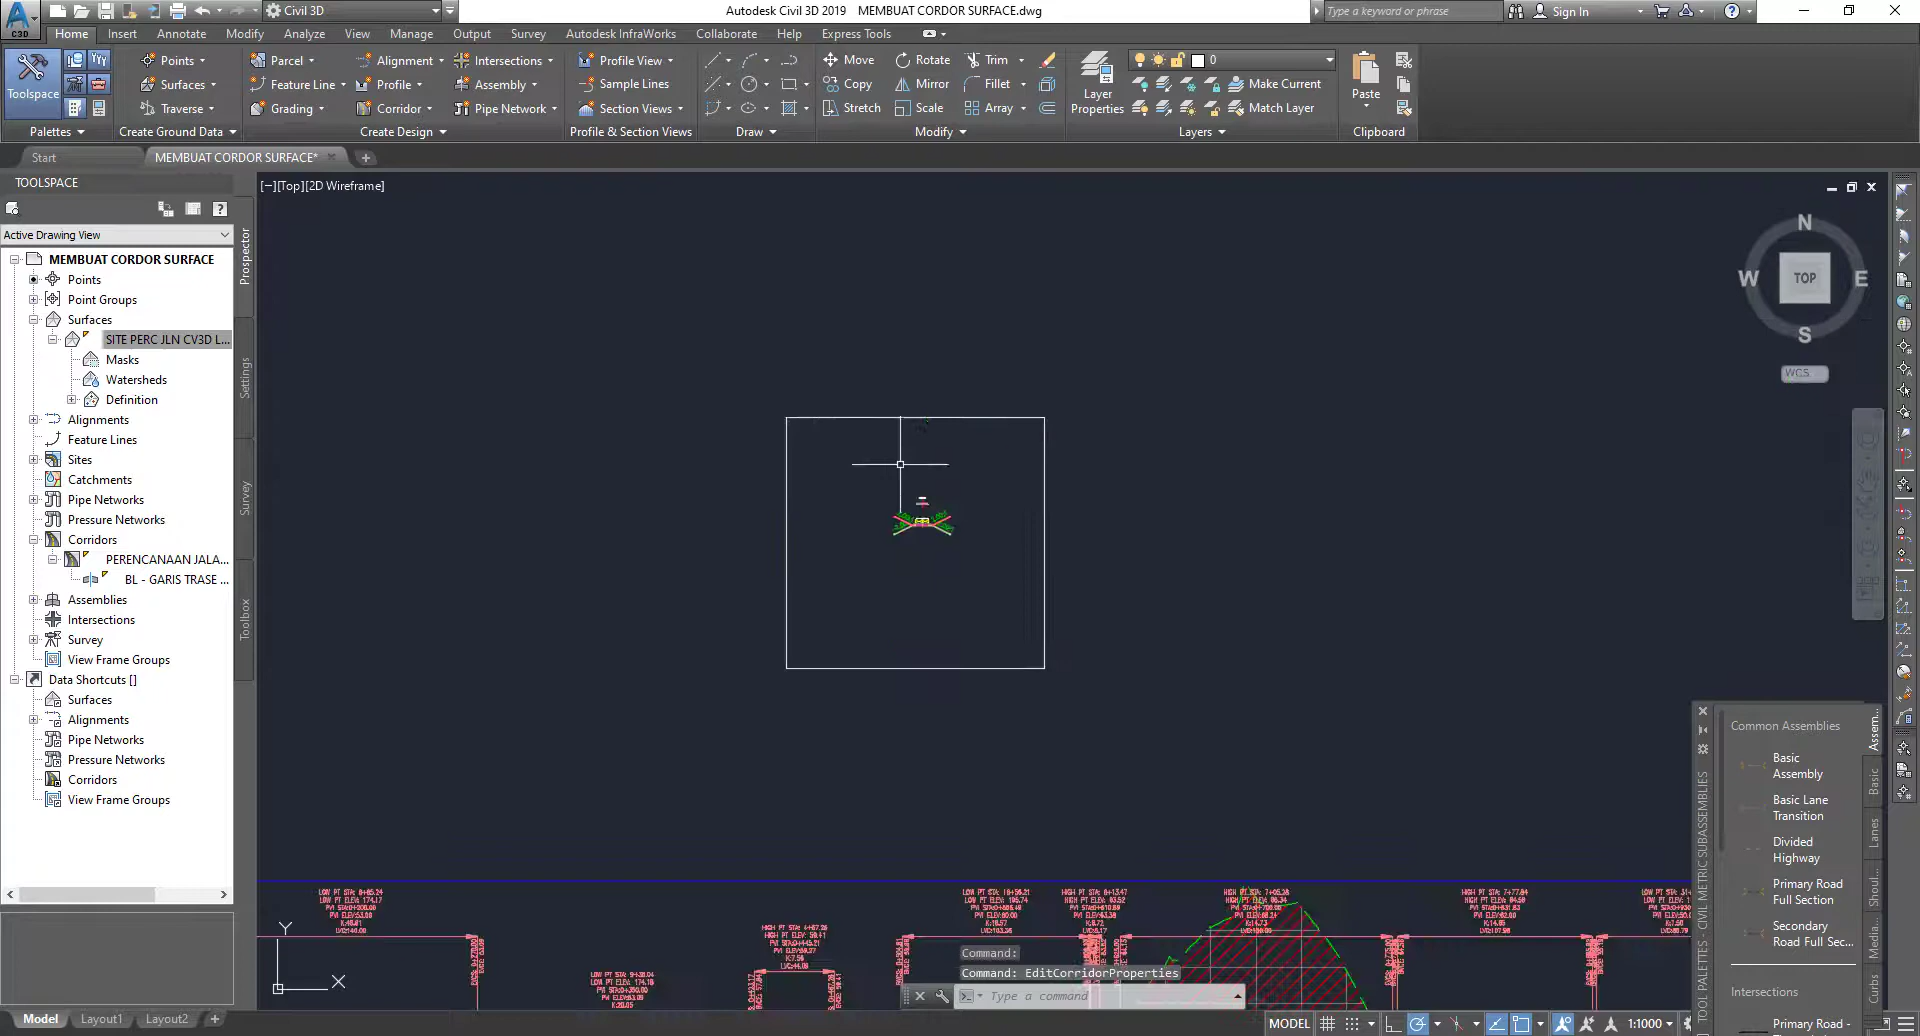 C3D
Civil 3D
Autodesk Civil 3D 2019 MEMBUAT CORDOR SURFACE.dwg
Type a keyword or phrase
Sign In
Home Insert Annotate Modify Analyze View Manage Output Survey Autodesk InfraWorks Collaborate Help Express Tools
Toolspace
Points
Surfaces
Traverse
Parcel
Feature Line
Grading
Alignment
Profile
Corridor
Intersections
Assembly
Pipe Network
Profile View
Sample Lines
Section Views
Move Rotate Trim
Copy Mirror Fillet
Stretch Scale Array
Layer
Properties
0
Make Current
Match Layer
Paste
Palettes Create Ground Data Create Design Profile & Section Views Draw Modify Layers Clipboard
Start MEMBUAT CORDOR SURFACE*
TOOLSPACE
[−][Top][2D Wireframe]
Active Drawing View
MEMBUAT CORDOR SURFACE
Points
Point Groups
Surfaces
SITE PERC JLN CV3D L...
Masks
Watersheds
Definition
Alignments
Feature Lines
Sites
Catchments
Pipe Networks
Pressure Networks
Corridors
PERENCANAAN JALA...
BL - GARIS TRASE ...
Assemblies
Intersections
Survey
View Frame Groups
Data Shortcuts []
Surfaces
Alignments
Pipe Networks
Pressure Networks
Corridors
View Frame Groups
Prospector
Settings
Survey
Toolbox
N
W TOP E
S
WCS
Common Assemblies
Basic
Assembly
Basic Lane
Transition
Divided
Highway
Primary Road
Full Section
Secondary
Road Full Sec...
Intersections
Primary Road -
Assem...
Basic
Lanes
Shoul...
Medi...
Curbs
TOOL PALETTES - CIVIL METRIC SUBASSEMBLIES
Y
X
Command:
Command: EditCorridorProperties
Type a command
Model Layout1 Layout2
MODEL
1:1000